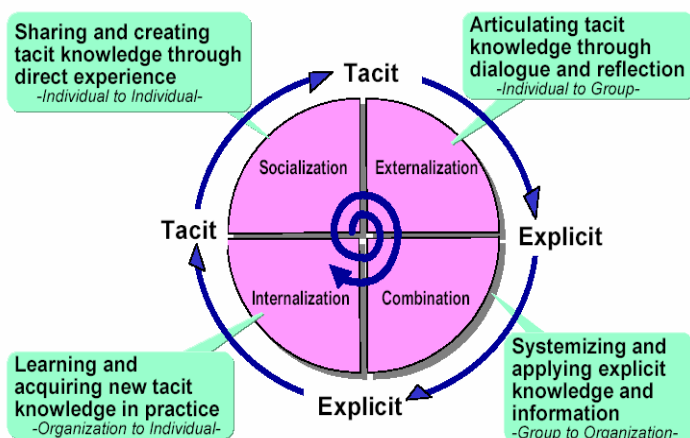 Sharing and creating
tacit knowledge through
direct experience
-Individual to Individual-
Articulating tacit
knowledge through
dialogue and reflection
-Individual to Group-
Tacit
Socialization
Externalization
Tacit
Explicit
Internalization
Combination
Learning and
acquiring new tacit
knowledge in practice
-Organization to Individual-
Explicit
Systemizing and
applying explicit
knowledge and
information
-Group to Organization-